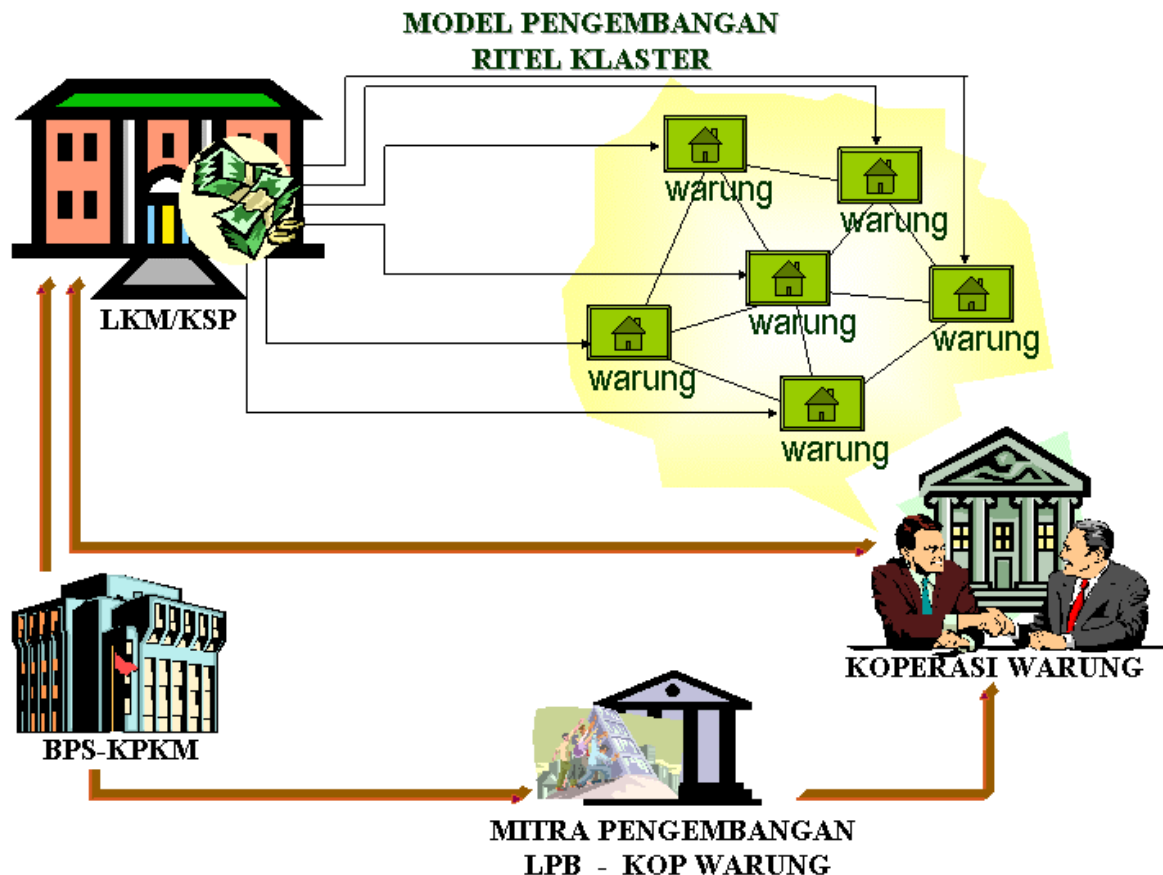 MODEL PENGEMBANGAN
RITEL KLASTER
warung
warung
LKM/KSP
warung
warung
warung
warung
KOPERASI WARUNG
BPS-KPKM
MITRA PENGEMBANGAN
LPB - KOP WARUNG